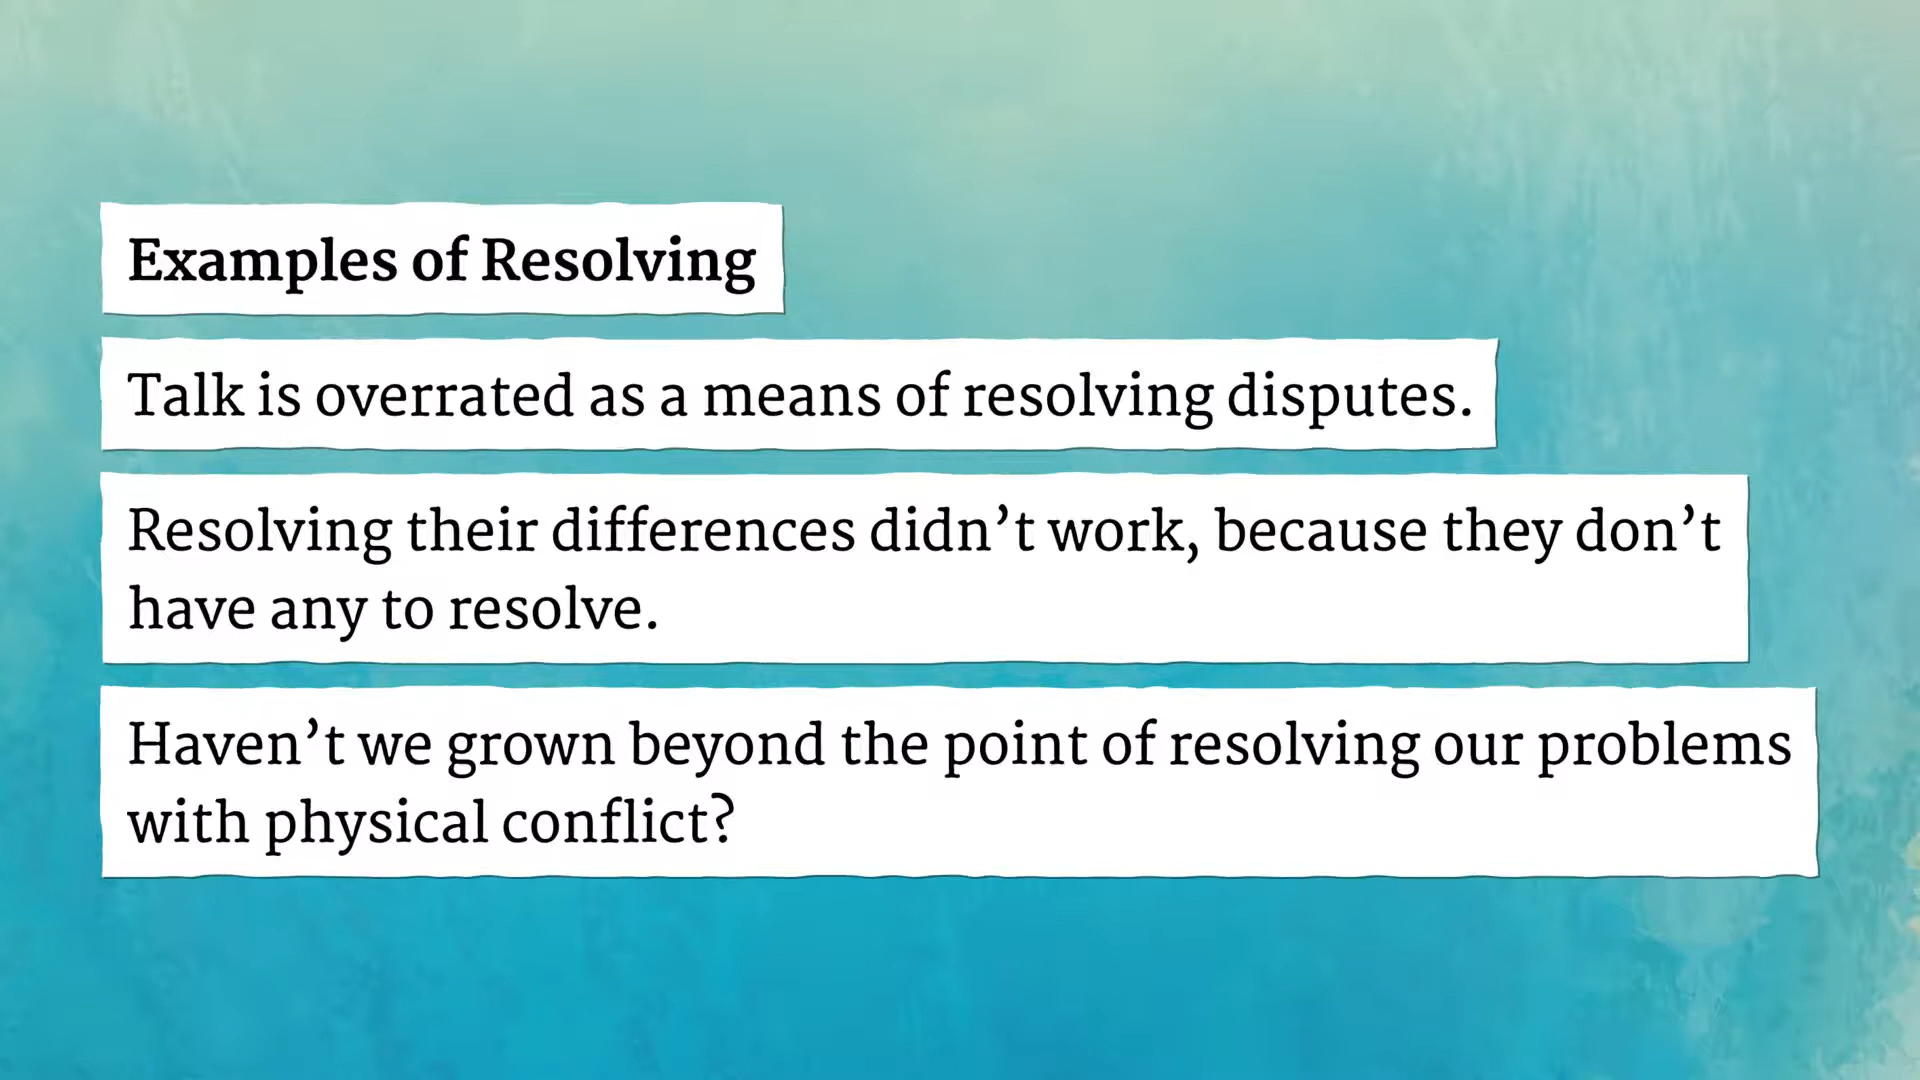 Examples of Resolving
Talk is overrated as a means of resolving disputes.
Resolving their differences didn’t work, because they don’t
have any to resolve.
Haven’t we grown beyond the point of resolving our problems
with physical conflict?